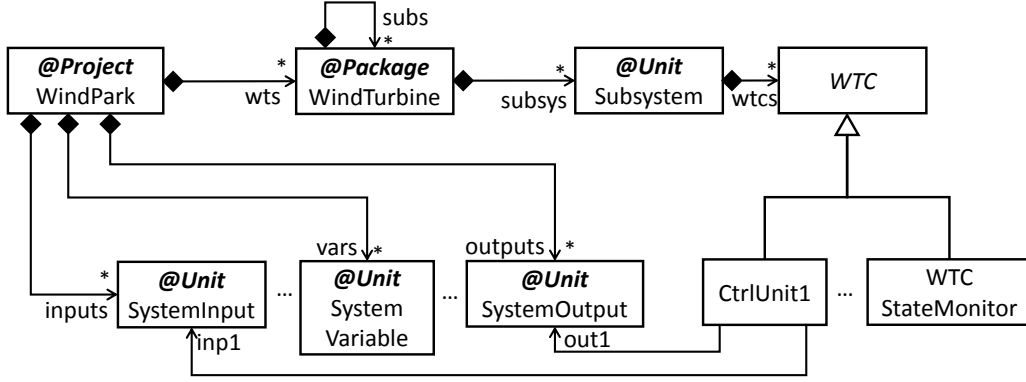 subs
*
@Project
WindPark
*
wts
@Package
WindTurbine
*
subsys
@Unit
Subsystem
*
wtcs
WTC
*
inputs
@Unit
SystemInput
...
vars
*
@Unit
System
Variable
...
outputs
*
@Unit
SystemOutput
CtrlUnit1
...
WTC
StateMonitor
inp1
out1